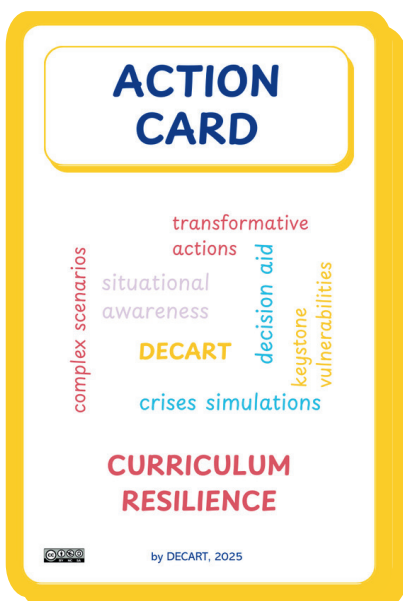 ACTION
CARD
transformative
actions
complex scenarios
situational
awareness
decision aid
keystone
vulnerabilities
DECART
crises simulations
CURRICULUM
RESILIENCE
by DECART, 2025